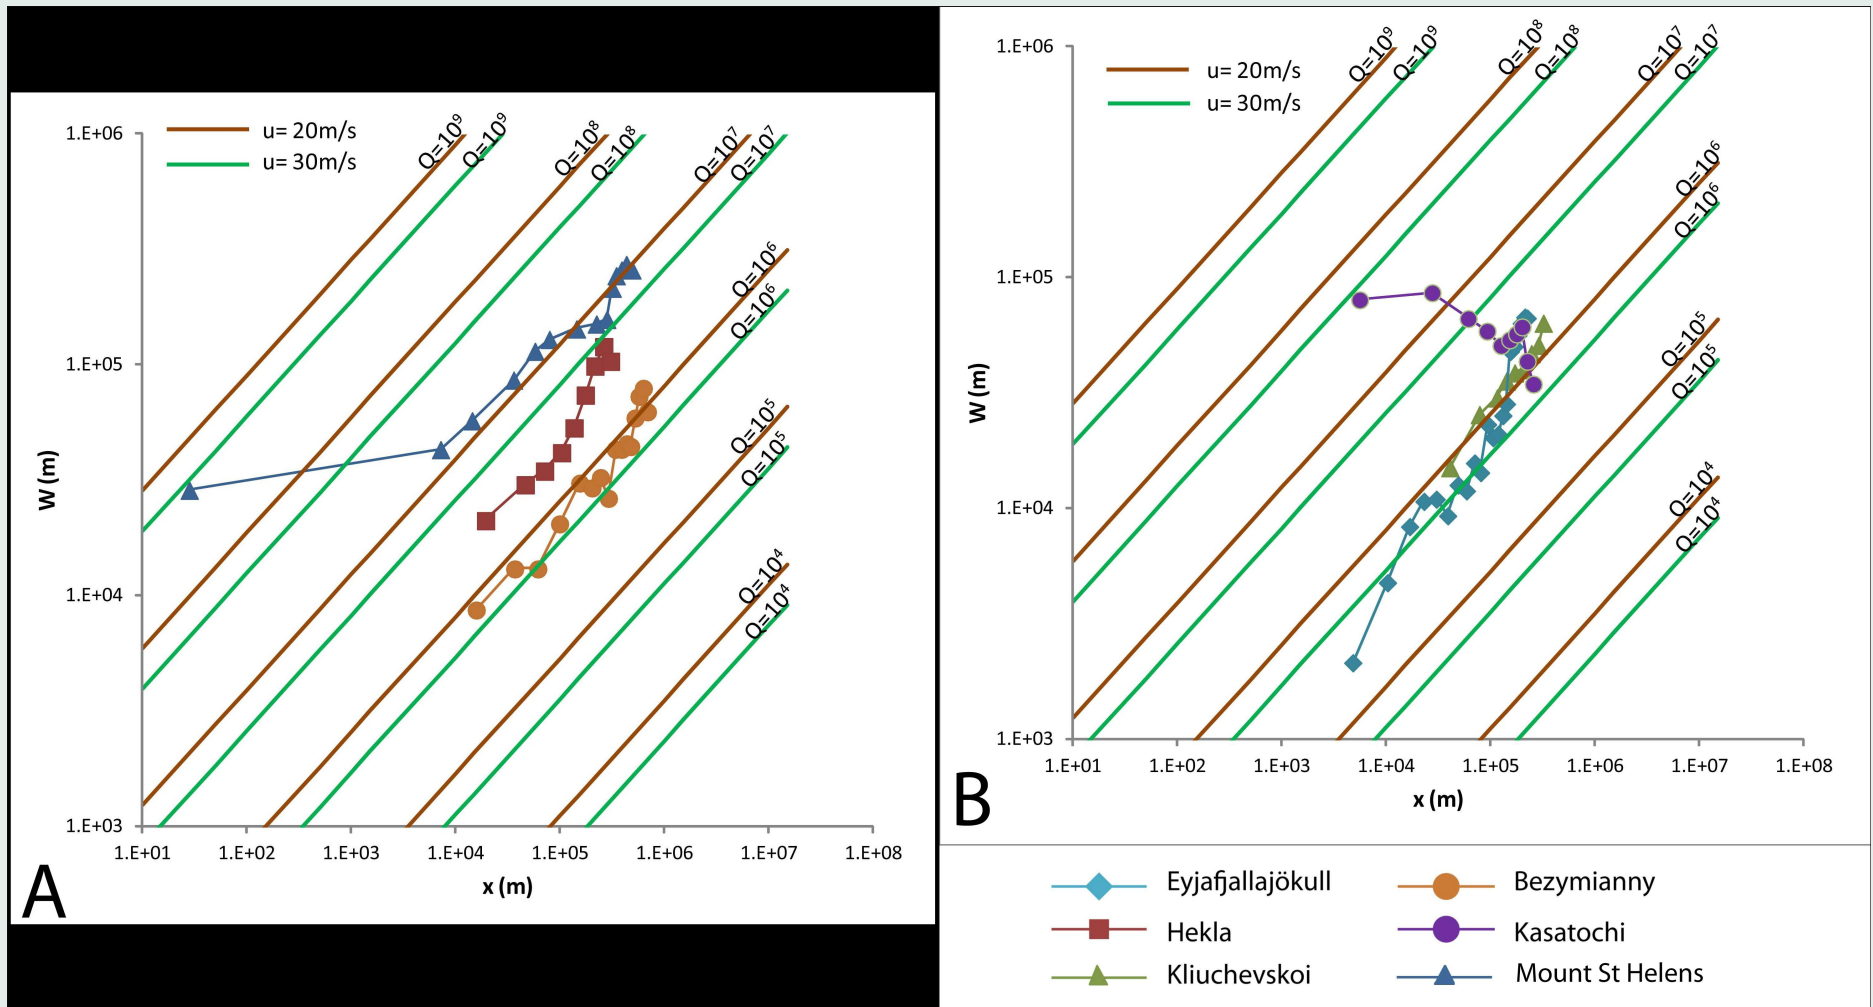 u= 20m/s
u= 30m/s
Q=10⁹
Q=10⁹
Q=10⁸
Q=10⁸
Q=10⁷
Q=10⁷
Q=10⁶
Q=10⁶
Q=10⁵
Q=10⁵
Q=10⁴
Q=10⁴
1.E+06
1.E+05
1.E+04
1.E+03
W (m)
1.E+01 1.E+02 1.E+03 1.E+04 1.E+05 1.E+06 1.E+07 1.E+08
x (m)
A
u= 20m/s
u= 30m/s
Q=10⁹
Q=10⁹
Q=10⁸
Q=10⁸
Q=10⁷
Q=10⁷
Q=10⁶
Q=10⁶
Q=10⁵
Q=10⁵
Q=10⁴
Q=10⁴
1.E+06
1.E+05
1.E+04
1.E+03
W (m)
1.E+01 1.E+02 1.E+03 1.E+04 1.E+05 1.E+06 1.E+07 1.E+08
x (m)
B
Eyjafjallajökull
Bezymianny
Hekla
Kasatochi
Kliuchevskoi
Mount St Helens